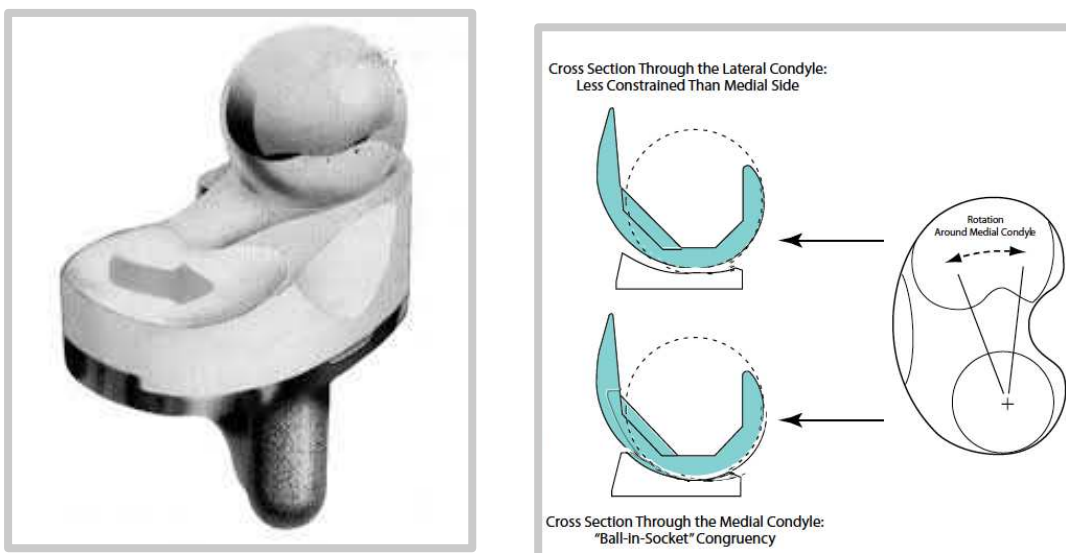 Cross Section Through the Lateral Condyle:
Less Constrained Than Medial Side
Rotation
Around Medial Condyle
Cross Section Through the Medial Condyle:
"Ball-in-Socket" Congruency